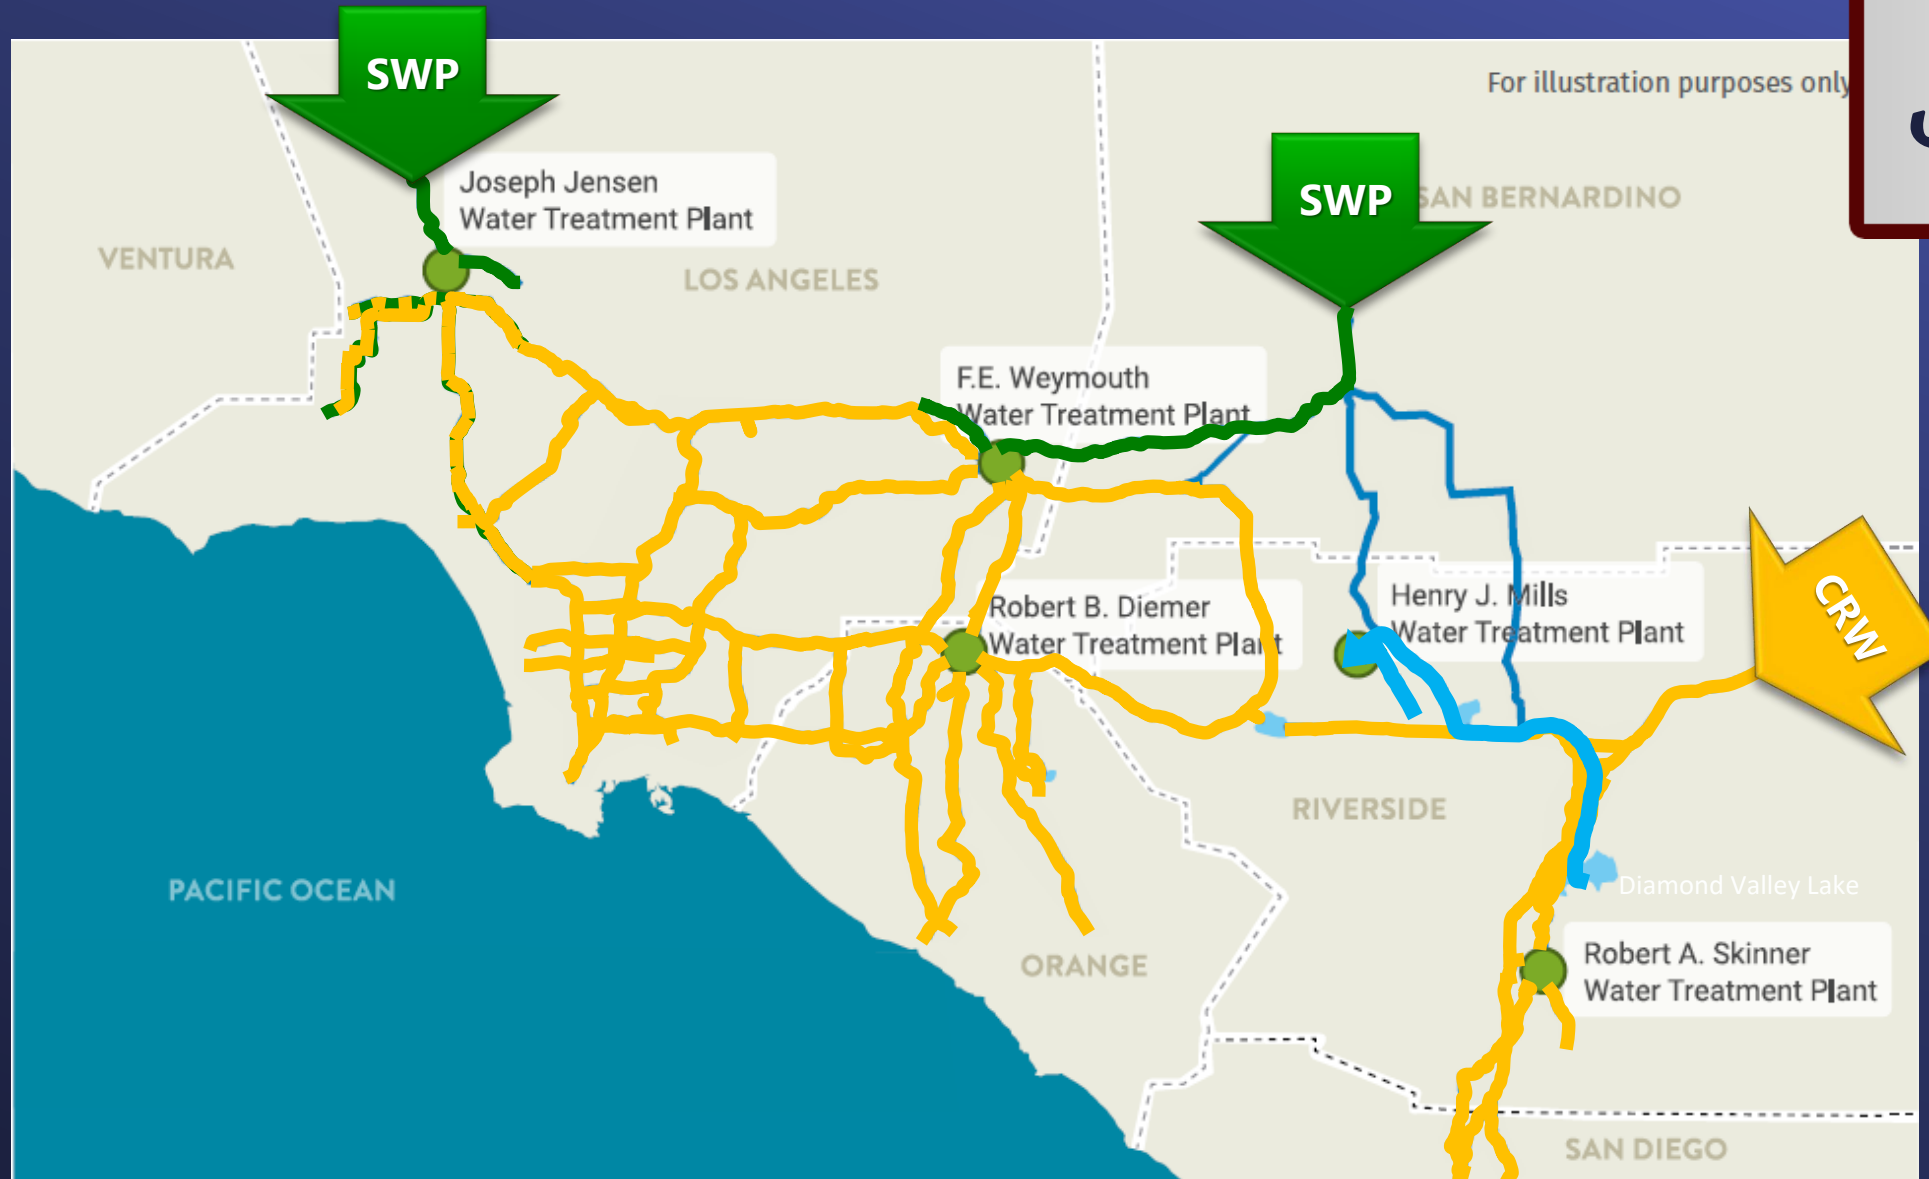 SWP
For illustration purposes only
Joseph Jensen
Water Treatment Plant
SWP
SAN BERNARDINO
VENTURA
LOS ANGELES
F.E. Weymouth
Water Treatment Plant
CRW
Henry J. Mills
Water Treatment Plant
Robert B. Diemer
Water Treatment Plant
RIVERSIDE
PACIFIC OCEAN
Diamond Valley Lake
ORANGE
Robert A. Skinner
Water Treatment Plant
SAN DIEGO